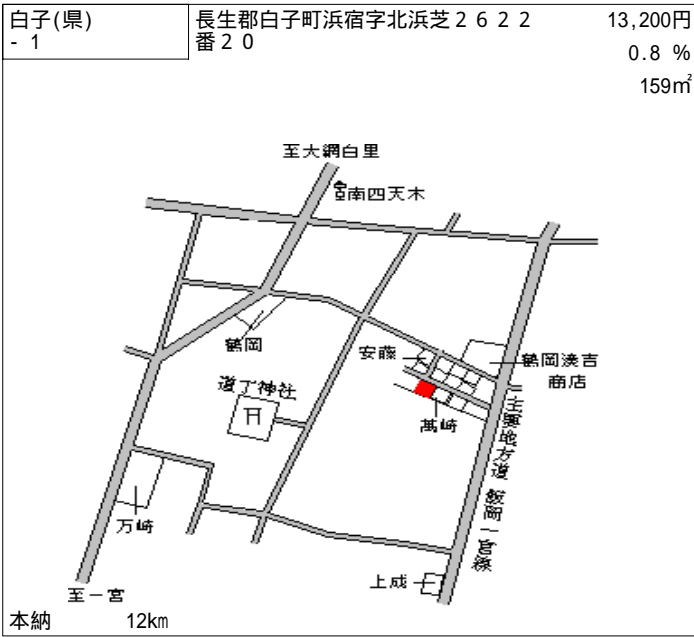 白子(県)
- 1
長生郡白子町浜宿字北浜芝２６２２
番２０
13,200円
0.8 %
159㎡
至大網白里
南四天木
鶴岡
安藤
鶴岡湊吉
商店
道了神社
萬崎
主要地方道 飯岡一宮線
万崎
上成
至一宮
本納 12km